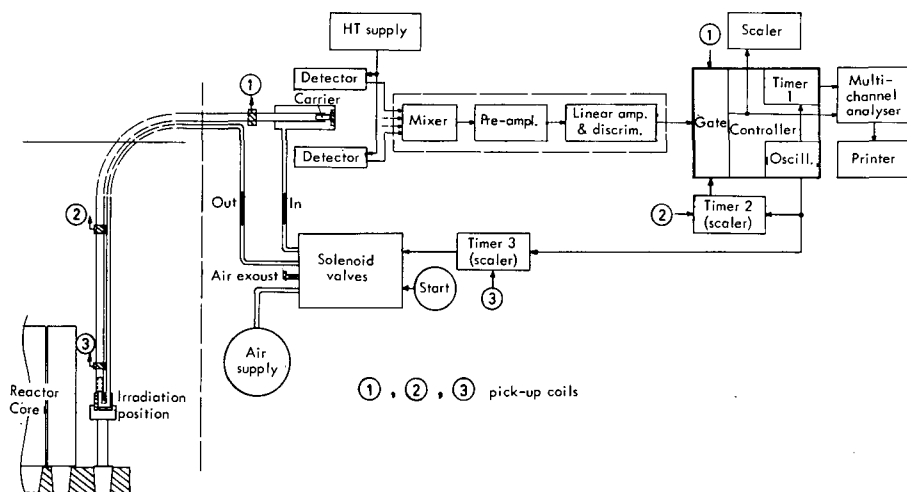 HT supply
Scaler
1
1
Detector
Carrier
Timer
1
Multi-
channel
analyser
Mixer
Pre-ampl.
Linear amp.
& discrim.
Gate
Controller
Detector
Oscill.
Printer
Out
In
2
2
Timer 2
(scaler)
Solenoid
valves
Timer 3
(scaler)
Air exoust
Start
3
3
Air
supply
Reactor
Core
Irradiation
position
1 , 2 , 3 pick-up coils